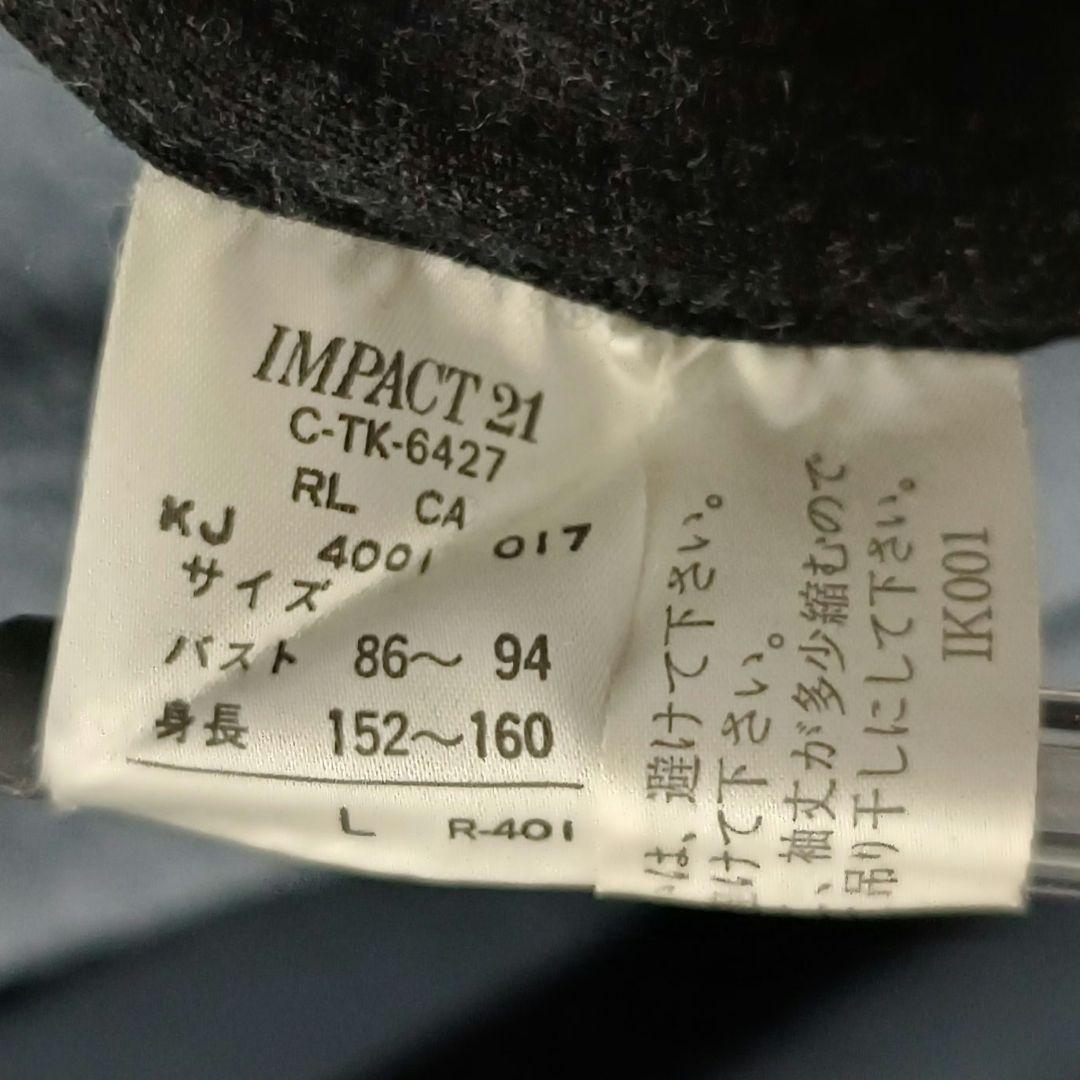 IMPACT 21
C-TK-6427
RL CA
KJ 4001 017
サイズ
バスト 86〜 94
身長 152〜160
L R-401
は、避けて下さい。
けて下さい。
、袖丈が多少縮むので
吊り干しにして下さい。
IK001